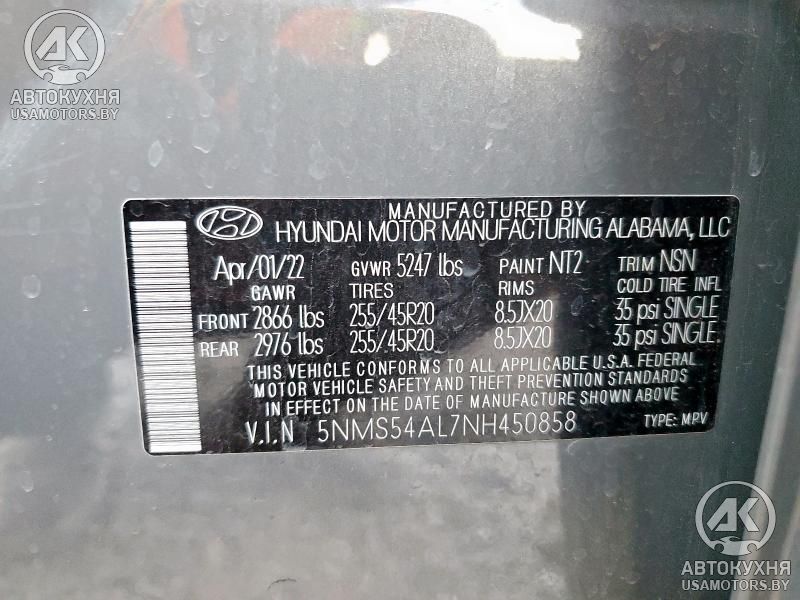 AK
АВТОКУХНЯ
USAMOTORS.BY
MANUFACTURED BY
HYUNDAI MOTOR MANUFACTURING ALABAMA, LLC
Apr/01/22 GVWR 5247 lbs PAINT NT2 TRIM NSN
GAWR TIRES RIMS COLD TIRE INFL
FRONT 2866 lbs 255/45R20 8.5JX20 35 psi SINGLE
REAR 2976 lbs 255/45R20 8.5JX20 35 psi SINGLE
THIS VEHICLE CONFORMS TO ALL APPLICABLE U.S.A. FEDERAL
MOTOR VEHICLE SAFETY AND THEFT PREVENTION STANDARDS
IN EFFECT ON THE DATE OF MANUFACTURE SHOWN ABOVE
V.I.N 5NMS54AL7NH450858 TYPE: MPV
AK
АВТОКУХНЯ
USAMOTORS.BY